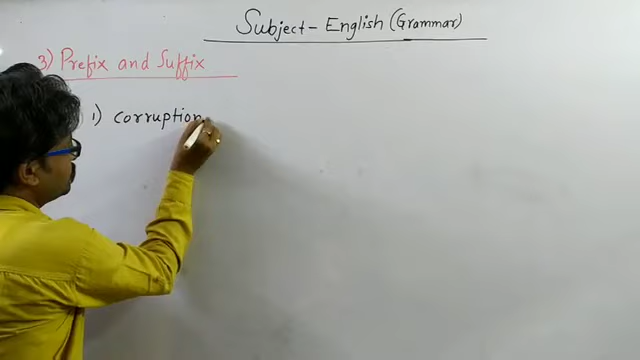 Subject - English (Grammar)
3) Prefix and Suffix
1) corruption